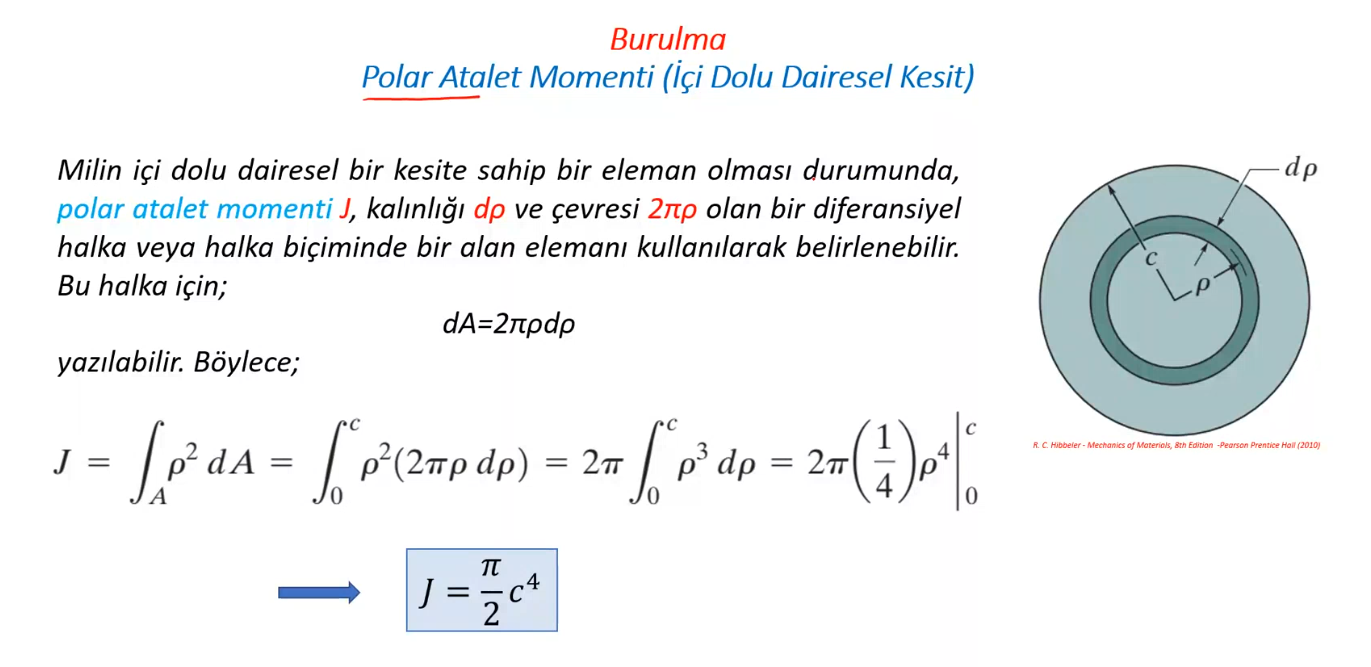 Burulma
Polar Atalet Momenti (İçi Dolu Dairesel Kesit)
Milin içi dolu dairesel bir kesite sahip bir eleman olması durumunda,
polar atalet momenti J, kalınlığı dρ ve çevresi 2πρ olan bir diferansiyel
halka veya halka biçiminde bir alan elemanı kullanılarak belirlenebilir.
Bu halka için;
dA=2πρdρ
yazılabilir. Böylece;
J = ∫_A ρ² dA = ∫₀ᶜ ρ²(2πρ dρ) = 2π ∫₀ᶜ ρ³ dρ = 2π(1/4)ρ⁴|₀ᶜ
J = π/2 c⁴
dρ
c
ρ
R. C. Hibbeler - Mechanics of Materials, 8th Edition -Pearson Prentice Hall (2010)